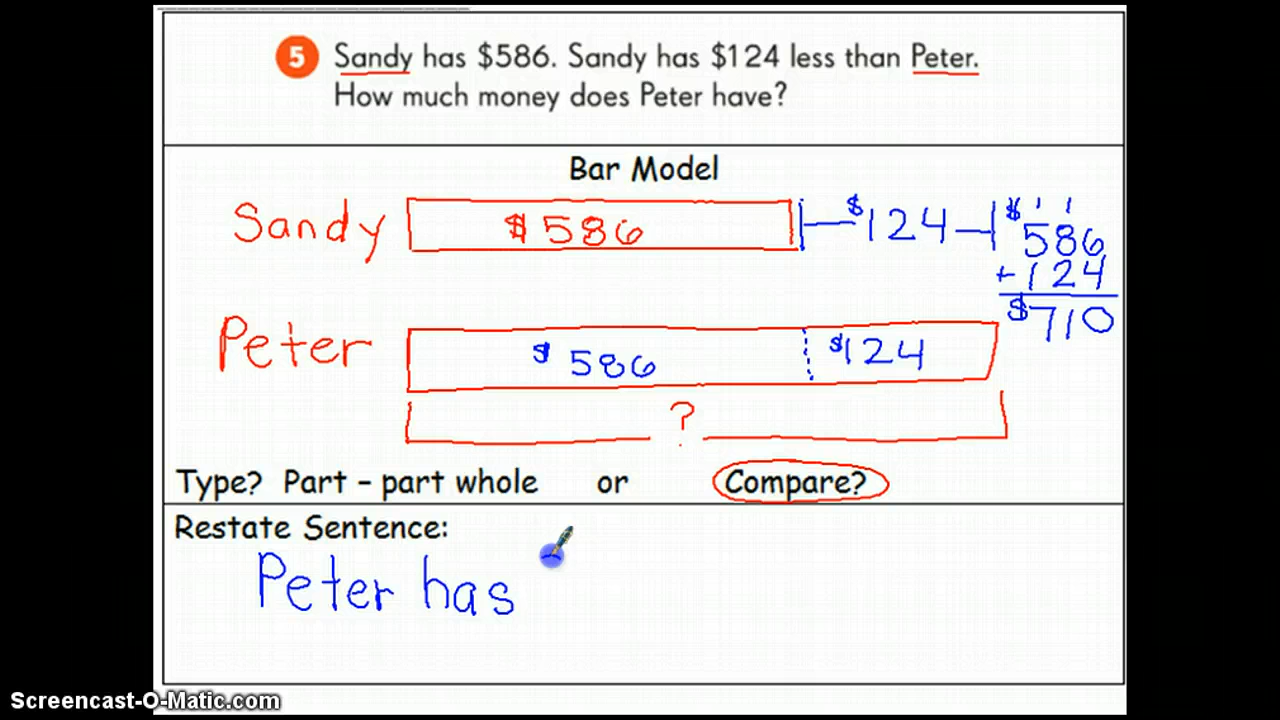 5 Sandy has $586. Sandy has $124 less than Peter.
How much money does Peter have?
Bar Model
Sandy $586 $124
$ 1 1
586
+124
$710
Peter $586 $124
?
Type? Part – part whole or Compare?
Restate Sentence:
Peter has
Screencast-O-Matic.com